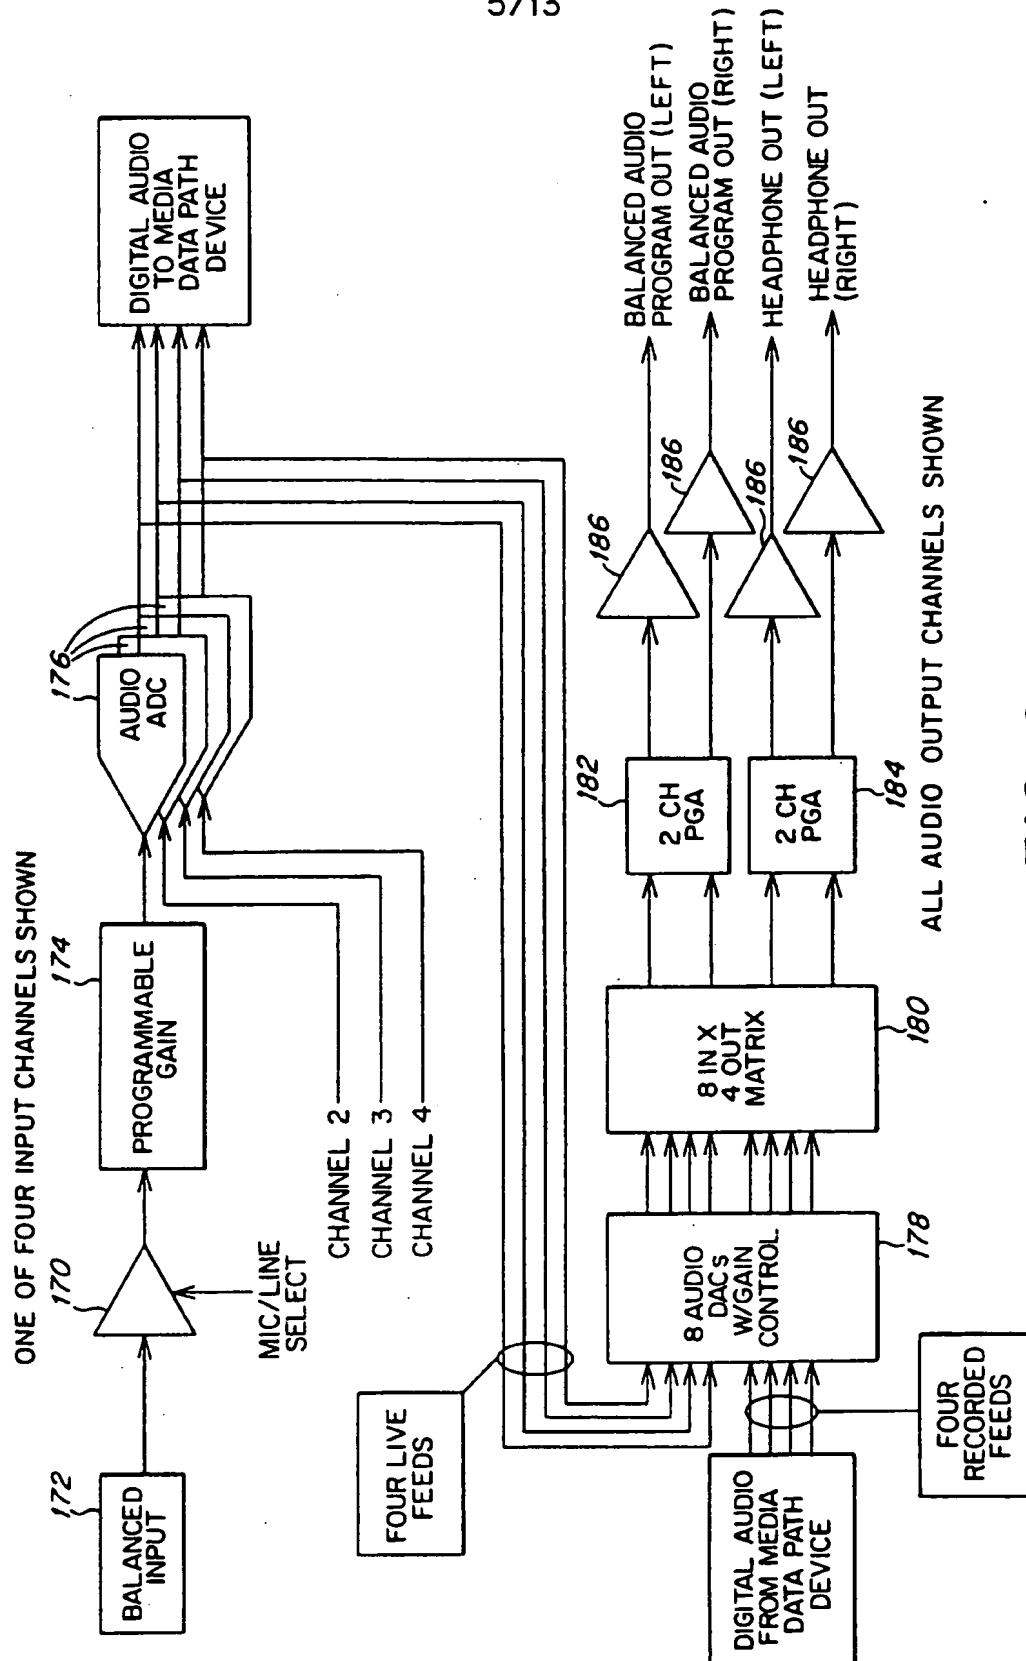 5/13
ONE OF FOUR INPUT CHANNELS SHOWN
172
BALANCED
INPUT
170
MIC/LINE
SELECT
174
PROGRAMMABLE
GAIN
176
AUDIO
ADC
DIGITAL AUDIO
TO MEDIA
DATA PATH
DEVICE
CHANNEL 2
CHANNEL 3
CHANNEL 4
FOUR LIVE
FEEDS
DIGITAL AUDIO
FROM MEDIA
DATA PATH
DEVICE
FOUR
RECORDED
FEEDS
8 AUDIO
DACs
W/GAIN
CONTROL
178
8 IN X
4 OUT
MATRIX
180
182
2 CH
PGA
2 CH
PGA
184
186
186
186
186
BALANCED AUDIO
PROGRAM OUT (LEFT)
BALANCED AUDIO
PROGRAM OUT (RIGHT)
HEADPHONE OUT (LEFT)
HEADPHONE OUT
(RIGHT)
ALL AUDIO OUTPUT CHANNELS SHOWN